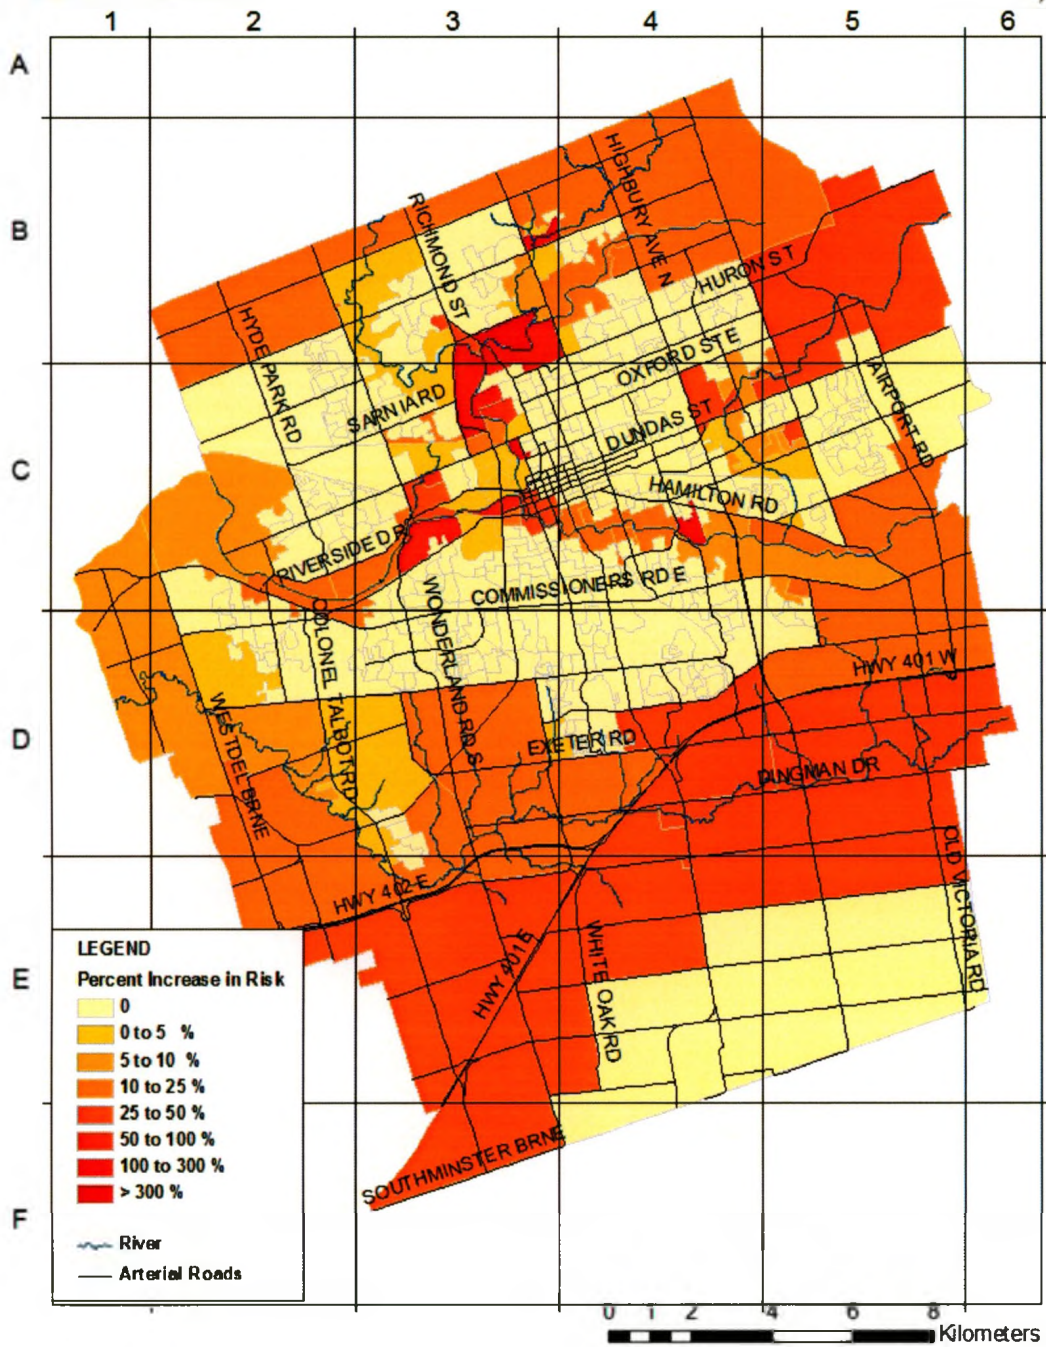 1 2 3 4 5 6
A
B
C
D
E
F
HIGHBURY AVE N
RICHMOND ST
HURON ST
HYDE PARK RD
OXFORD ST E
AIRPORT RD
SARNIA RD
DUNDAS ST
HAMILTON RD
RIVERSIDE DR
COMMISSIONERS RD E
WONDERLAND RD S
COLONEL TALBOT RD
HWY 401 W
WESTDEL BRNE
EXETER RD
DINGMAN DR
OLD VICTORIA RD
HWY 402 E
HWY 401 E
WHITE OAK RD
SOUTHMINSTER BRNE
LEGEND
Percent Increase in Risk
0
0 to 5 %
5 to 10 %
10 to 25 %
25 to 50 %
50 to 100 %
100 to 300 %
> 300 %
River
Arterial Roads
0 1 2 4 6 8
Kilometers